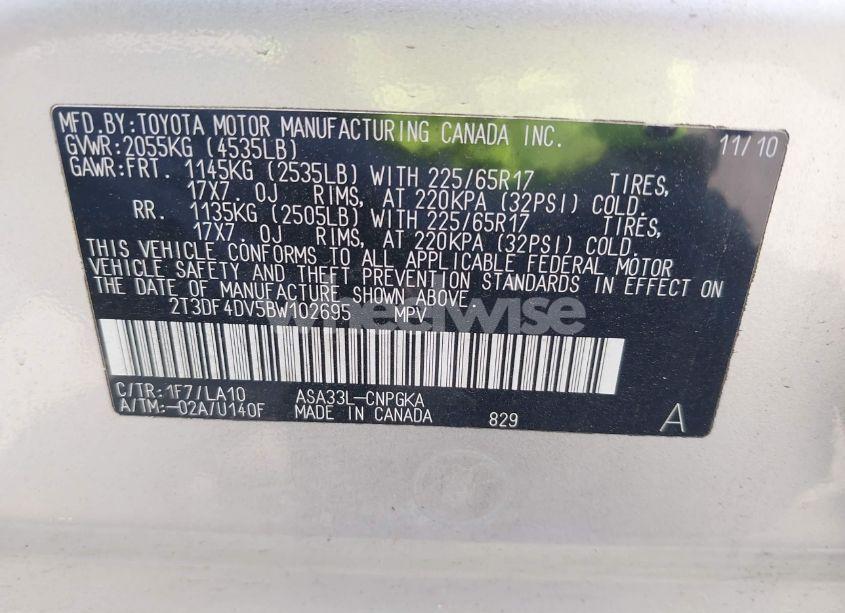 MFD.BY:TOYOTA MOTOR MANUFACTURING CANADA INC. 11/10
GVWR:2055KG (4535LB)
GAWR:FRT. 1145KG (2535LB) WITH 225/65R17 TIRES,
17X7 0J RIMS, AT 220KPA (32PSI) COLD.
RR. 1135KG (2505LB) WITH 225/65R17 TIRES,
17X7. 0J RIMS, AT 220KPA (32PSI) COLD.
THIS VEHICLE CONFORMS TO ALL APPLICABLE FEDERAL MOTOR
VEHICLE SAFETY AND THEFT PREVENTION STANDARDS IN EFFECT ON
THE DATE OF MANUFACTURE SHOWN ABOVE.
2T3DF4DV5BW102695 MPV
wheelwise
C/TR:1F7/LA10 ASA33L-CNPGKA
A/TM:-02A/U140F MADE IN CANADA 829 A